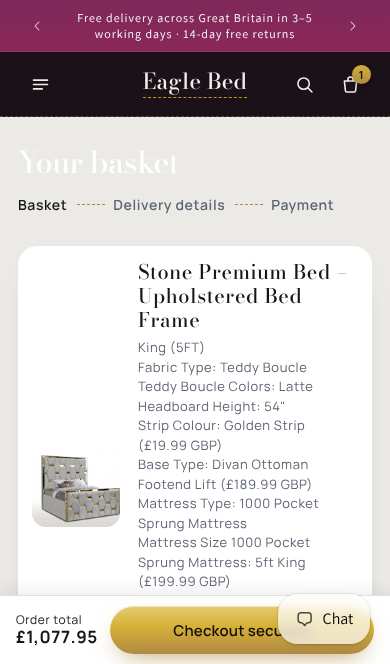 Free delivery across Great Britain in 3–5
working days · 14-day free returns
Eagle Bed
1
Your basket
Basket
Delivery details
Payment
Stone Premium Bed –
Upholstered Bed
Frame
King (5FT)
Fabric Type: Teddy Boucle
Teddy Boucle Colors: Latte
Headboard Height: 54"
Strip Colour: Golden Strip
(£19.99 GBP)
Base Type: Divan Ottoman
Footend Lift (£189.99 GBP)
Mattress Type: 1000 Pocket
Sprung Mattress
Mattress Size 1000 Pocket
Sprung Mattress: 5ft King
(£199.99 GBP)
Order total
£1,077.95
Checkout
Chat